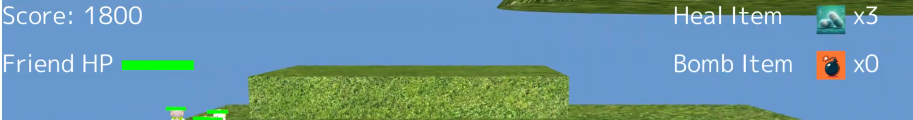 Score: 1800
Heal Item x3
Friend HP
Bomb Item x0